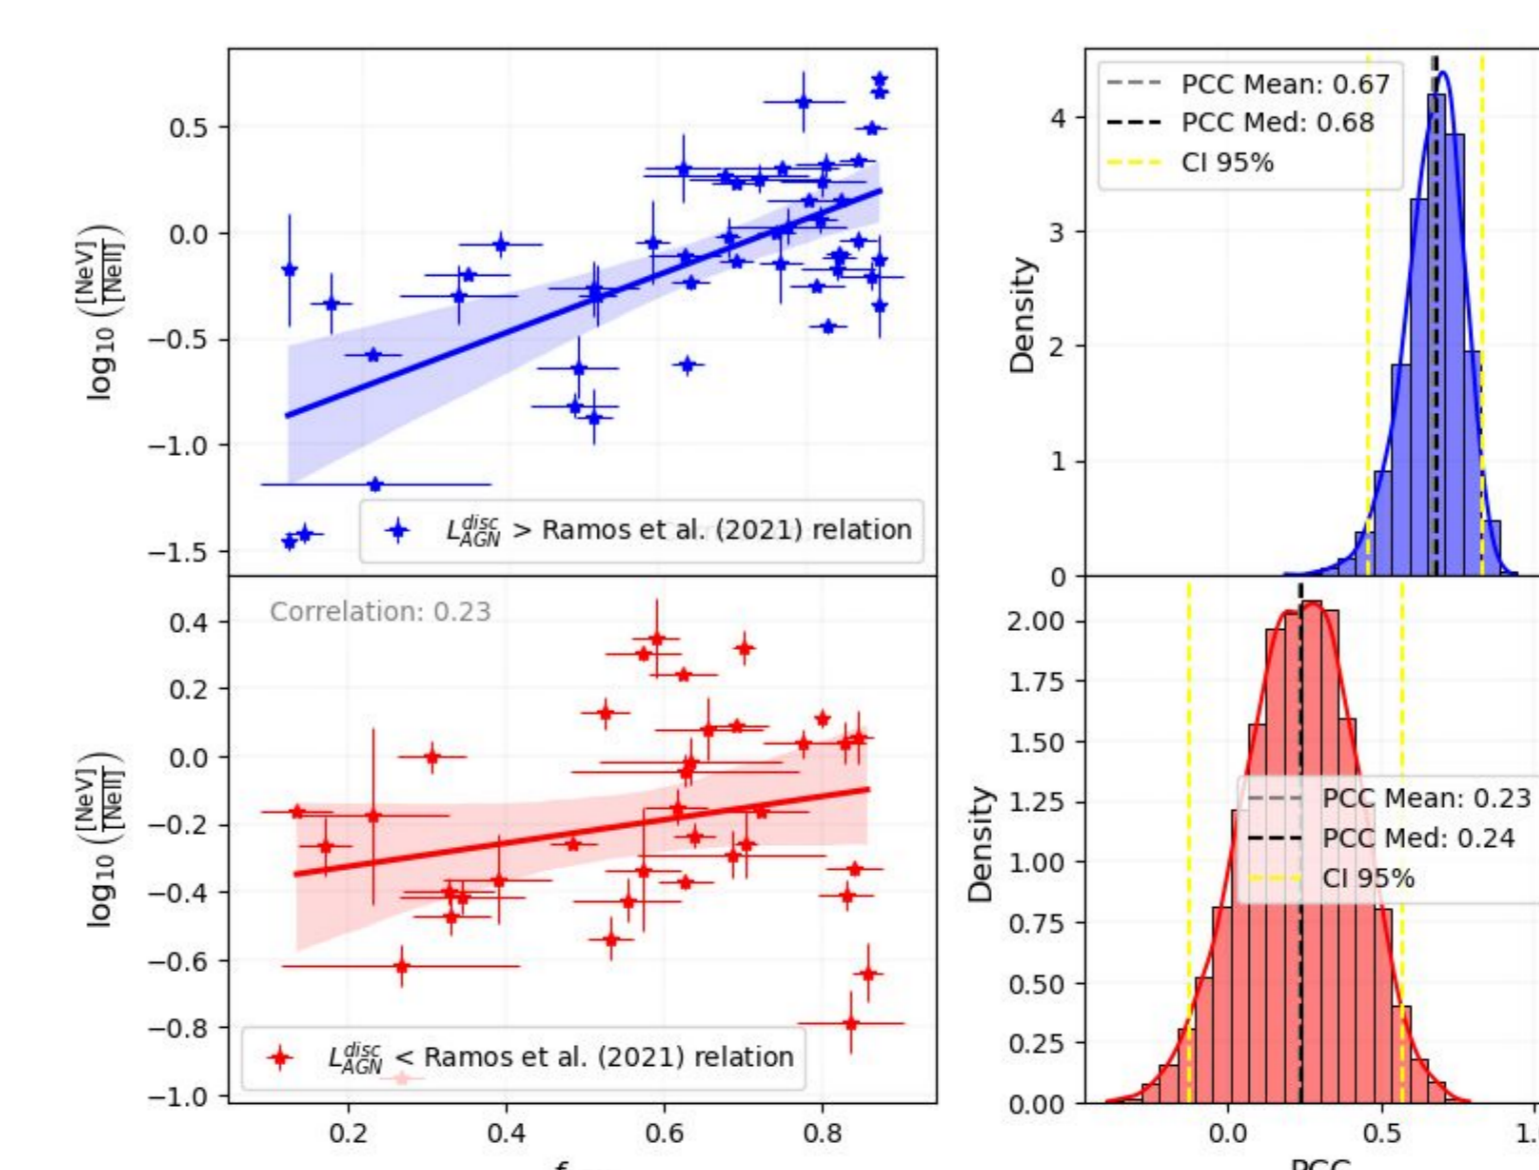 0.5
0.0
−0.5
−1.0
−1.5
log10 ([NeV]/[NeIII])
L_AGN^disc > Ramos et al. (2021) relation
PCC Mean: 0.67
PCC Med: 0.68
CI 95%
4
3
2
1
0
Density
Correlation: 0.23
0.4
0.2
0.0
−0.2
−0.4
−0.6
−0.8
−1.0
log10 ([NeV]/[NeIII])
L_AGN^disc < Ramos et al. (2021) relation
0.2 0.4 0.6 0.8
2.00
1.75
1.50
1.25
1.00
0.75
0.50
0.25
0.00
Density
PCC Mean: 0.23
PCC Med: 0.24
CI 95%
0.0 0.5
PCC